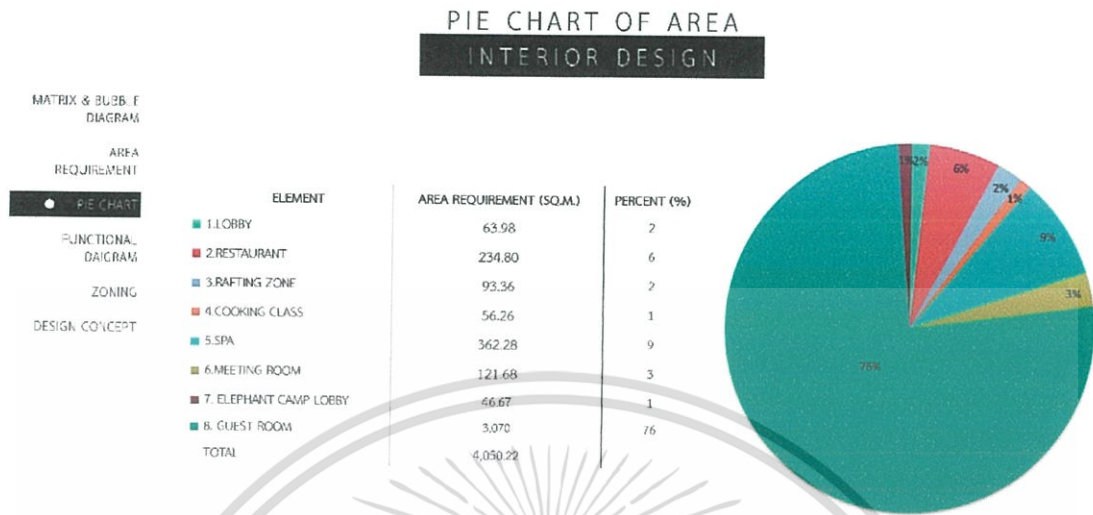 PIE CHART OF AREA
INTERIOR DESIGN
MATRIX & BUBBLE
DIAGRAM
AREA
REQUIREMENT
PIE CHART
FUNCTIONAL
DAIGRAM
ZONING
DESIGN CONCEPT
ELEMENT AREA REQUIREMENT (SQ.M.) PERCENT (%)
1.LOBBY 63.98 2
2.RESTAURANT 234.80 6
3.RAFTING ZONE 93.36 2
4.COOKING CLASS 56.26 1
5.SPA 362.28 9
6.MEETING ROOM 121.68 3
7. ELEPHANT CAMP LOBBY 46.67 1
8. GUEST ROOM 3,070 76
TOTAL 4,050.22
1%
2%
6%
2%
1%
9%
3%
76%